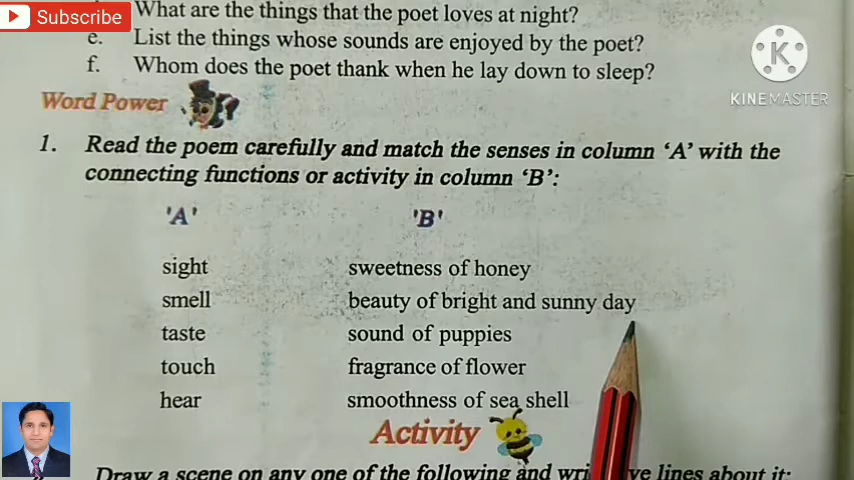 Subscribe
What are the things that the poet loves at night?
e. List the things whose sounds are enjoyed by the poet?
f. Whom does the poet thank when he lay down to sleep?
KINEMASTER
Word Power
1. Read the poem carefully and match the senses in column ‘A’ with the
connecting functions or activity in column ‘B’:
'A' 'B'
sight sweetness of honey
smell beauty of bright and sunny day
taste sound of puppies
touch fragrance of flower
hear smoothness of sea shell
Activity
Draw a scene on any one of the following and lines about it: